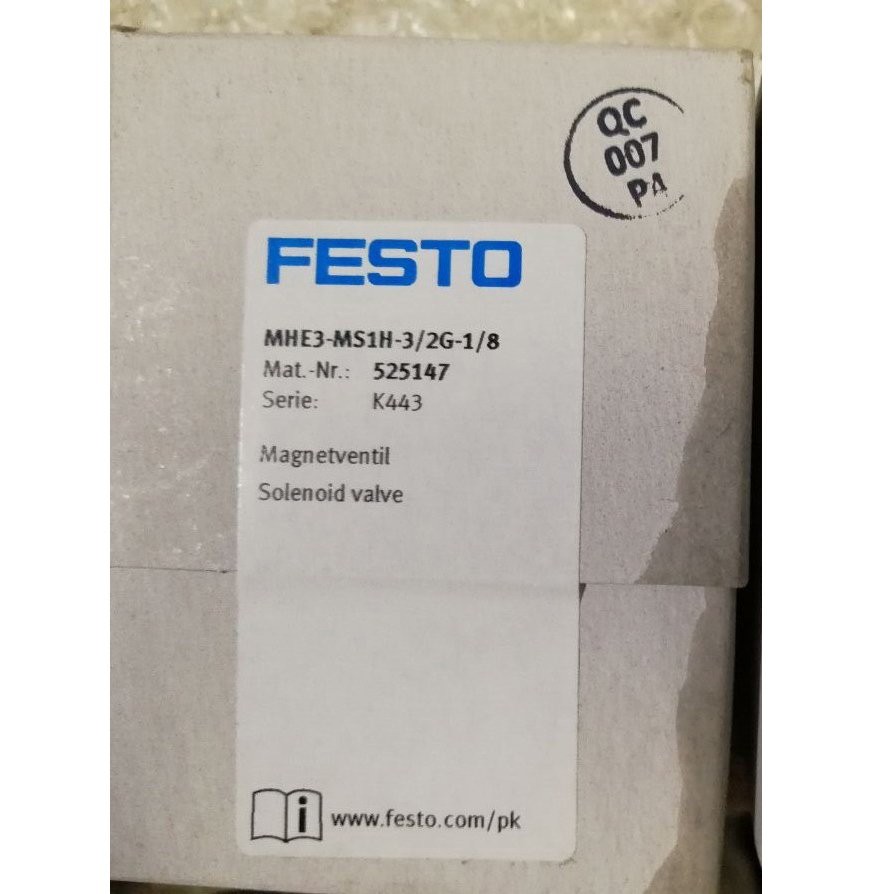 QC
007
PA
FESTO
MHE3-MS1H-3/2G-1/8
Mat.-Nr.: 525147
Serie: K443
Magnetventil
Solenoid valve
i www.festo.com/pk